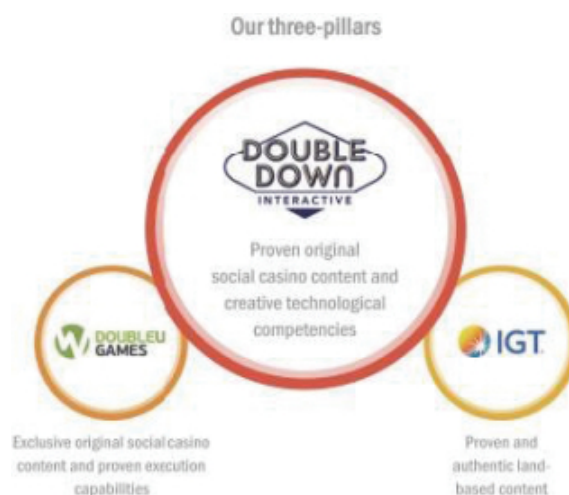 Our three-pillars
DOUBLE
DOWN
INTERACTIVE
Proven original
social casino content and
creative technological
competencies
W DOUBLEU
GAMES
IGT
Exclusive original social casino
content and proven execution
capabilities
Proven and
authentic land-
based content